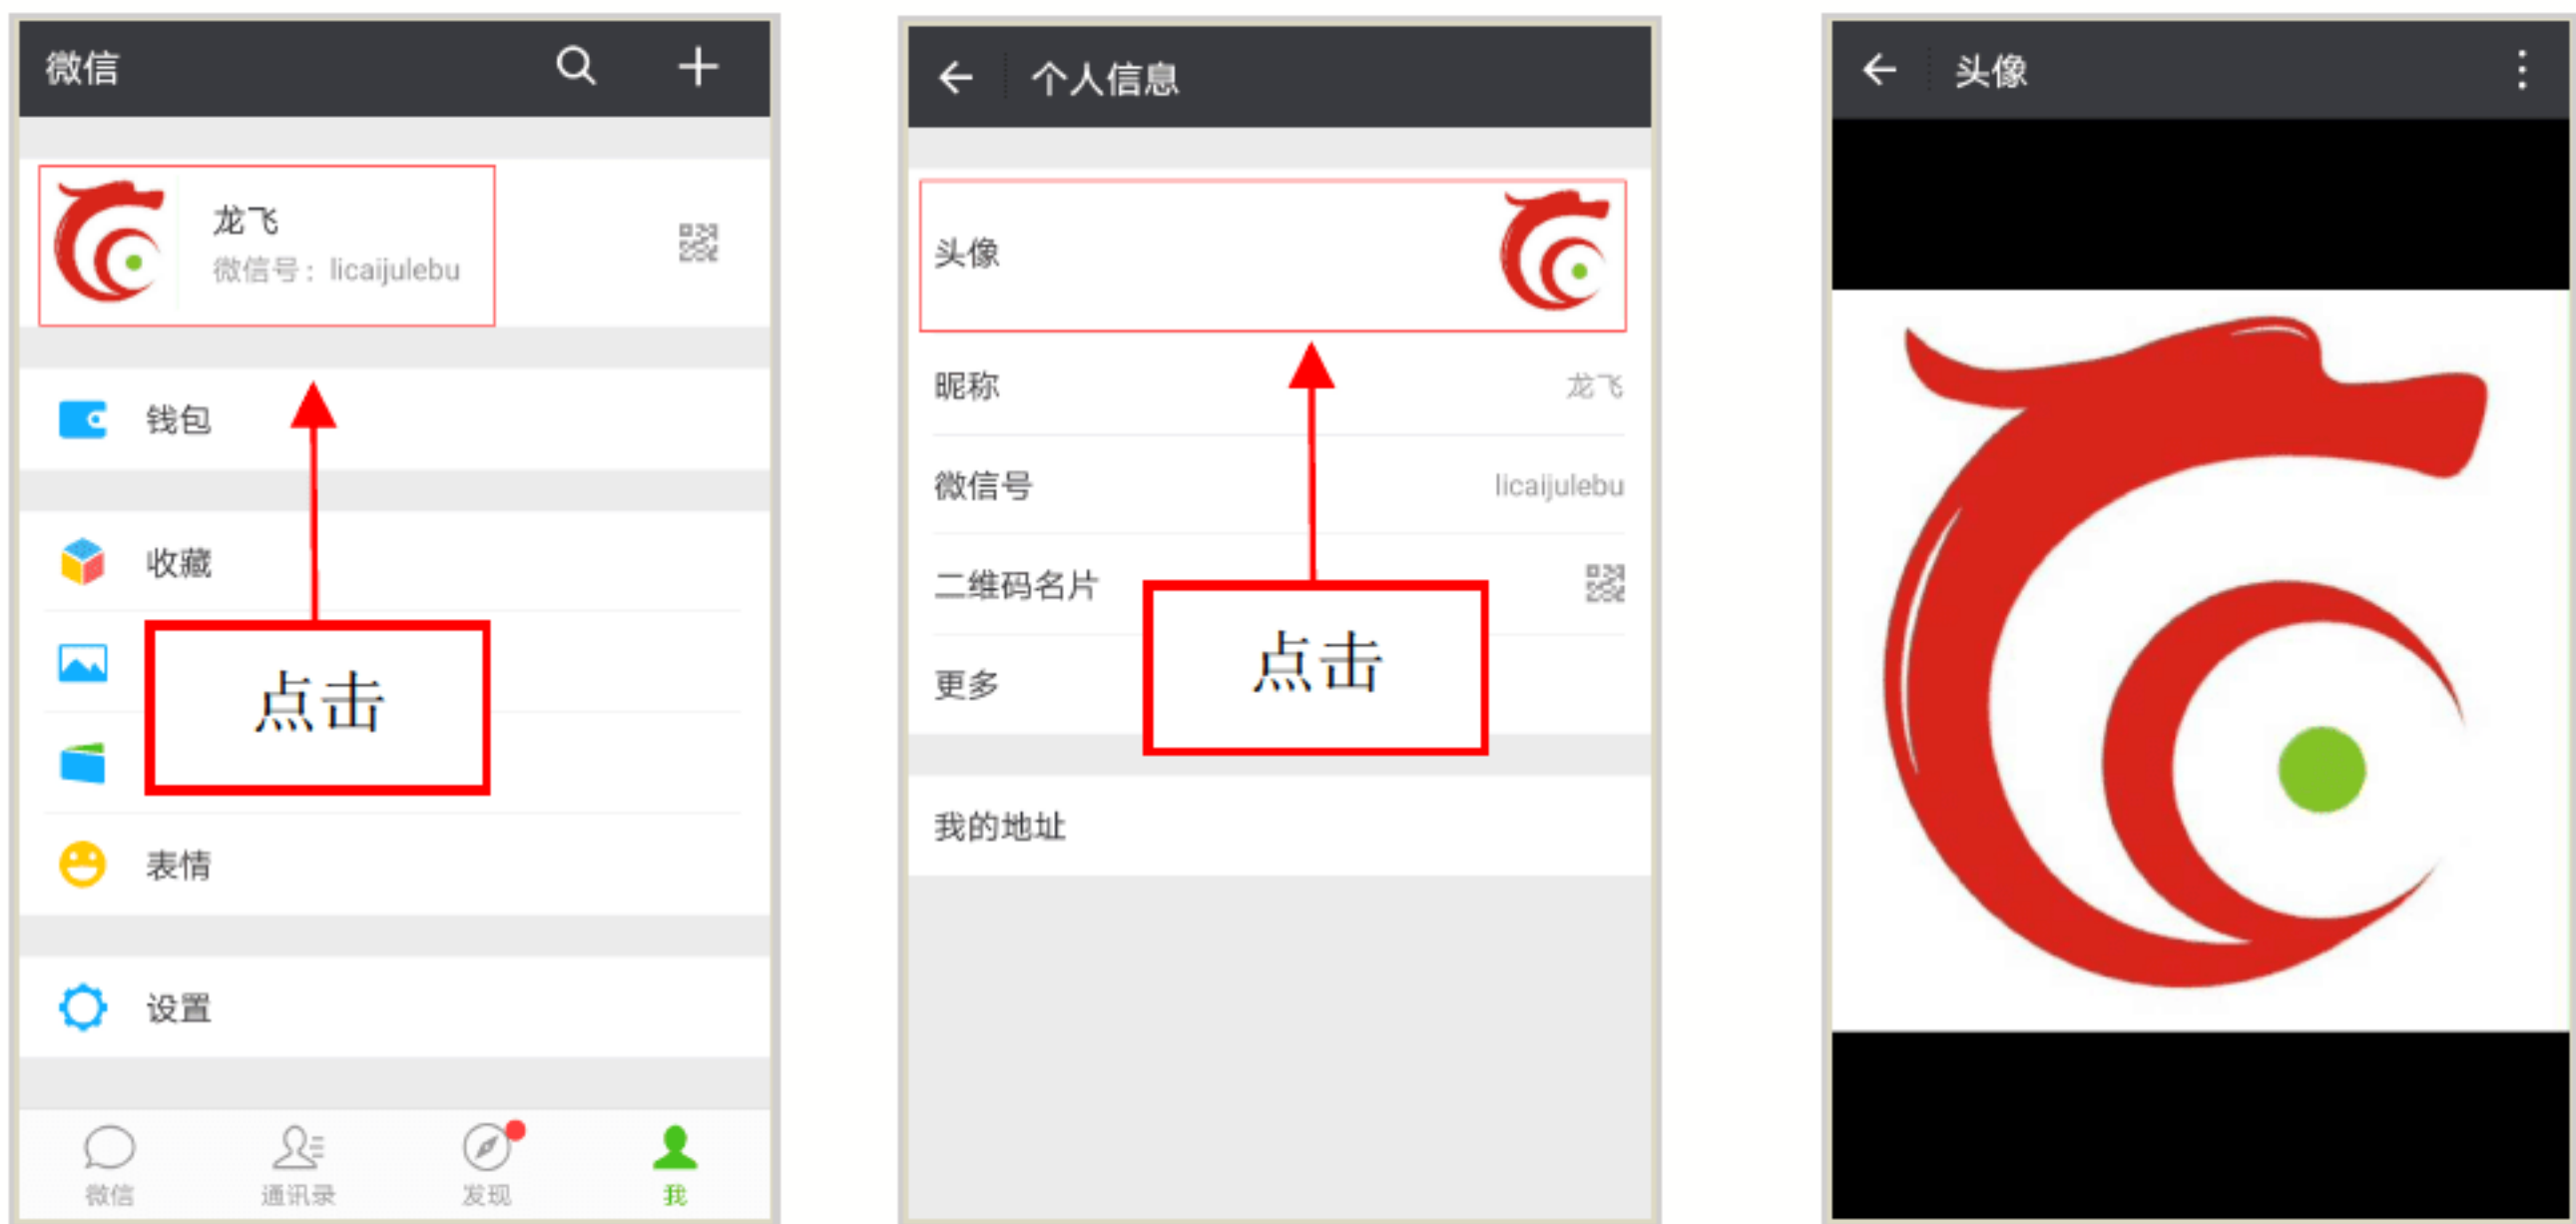 微信
龙飞
微信号：licaijulebu
钱包
收藏
点击
表情
设置
微信
通讯录
发现
我
个人信息
头像
昵称
龙飞
微信号
licaijulebu
二维码名片
更多
点击
我的地址
头像